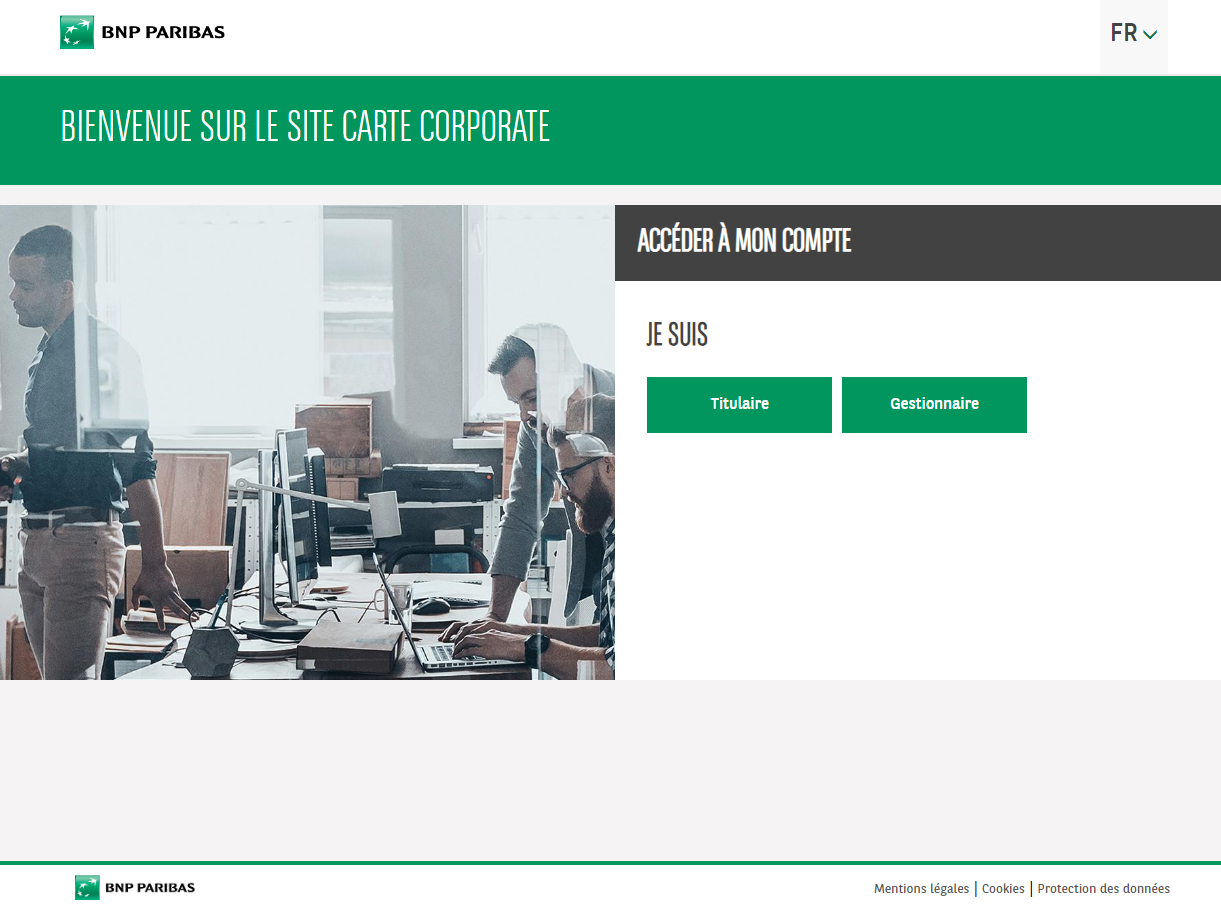 BNP PARIBAS
FR
BIENVENUE SUR LE SITE CARTE CORPORATE
ACCÉDER À MON COMPTE
JE SUIS
Titulaire
Gestionnaire
BNP PARIBAS
Mentions légales | Cookies | Protection des données